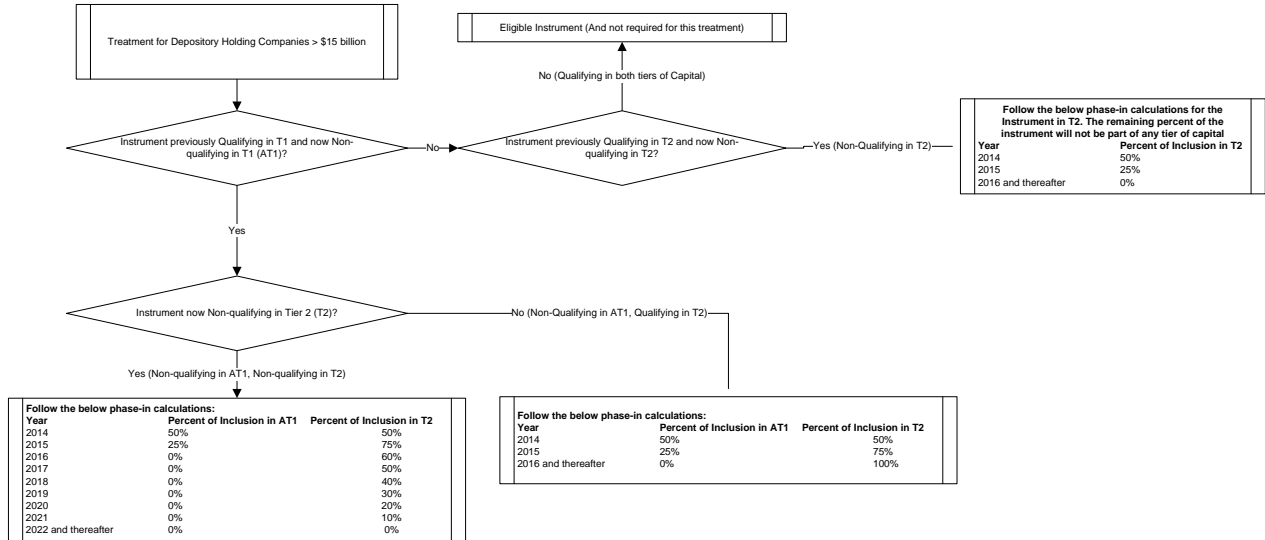 Treatment for Depository Holding Companies > $15 billion
Eligible Instrument (And not required for this treatment)
No (Qualifying in both tiers of Capital)
Instrument previously Qualifying in T1 and now Non-
qualifying in T1 (AT1)?
No
Instrument previously Qualifying in T2 and now Non-
qualifying in T2?
Yes (Non-Qualifying in T2)
Follow the below phase-in calculations for the
Instrument in T2. The remaining percent of the
instrument will not be part of any tier of capital
Year Percent of Inclusion in T2
2014 50%
2015 25%
2016 and thereafter 0%
Yes
Instrument now Non-qualifying in Tier 2 (T2)?
No (Non-Qualifying in AT1, Qualifying in T2)
Yes (Non-qualifying in AT1, Non-qualifying in T2)
Follow the below phase-in calculations:
Year Percent of Inclusion in AT1 Percent of Inclusion in T2
2014 50% 50%
2015 25% 75%
2016 0% 60%
2017 0% 50%
2018 0% 40%
2019 0% 30%
2020 0% 20%
2021 0% 10%
2022 and thereafter 0% 0%
Follow the below phase-in calculations:
Year Percent of Inclusion in AT1 Percent of Inclusion in T2
2014 50% 50%
2015 25% 75%
2016 and thereafter 0% 100%